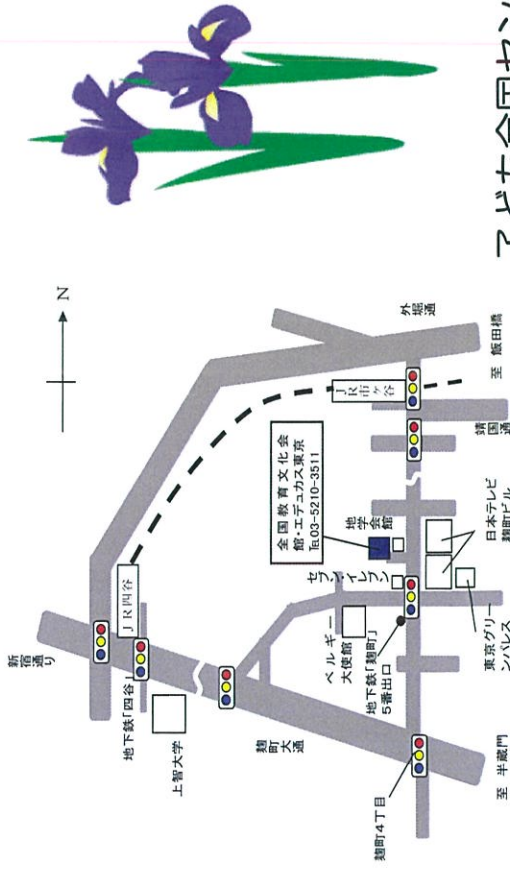 N
新宿通り
JR四谷
地下鉄「四谷」
上智大学
麹町大通
全国教育文化会
館・エデュカス東京
℡03-5210-3511
JR市ヶ谷
外堀通
至 飯田橋
靖国通
地学会館
セブン・イレブン
ベルギー
大使館
地下鉄「麹町」
5番出口
日本テレビ
麹町ビル
東京グリー
ンパレス
麹町4丁目
至 半蔵門